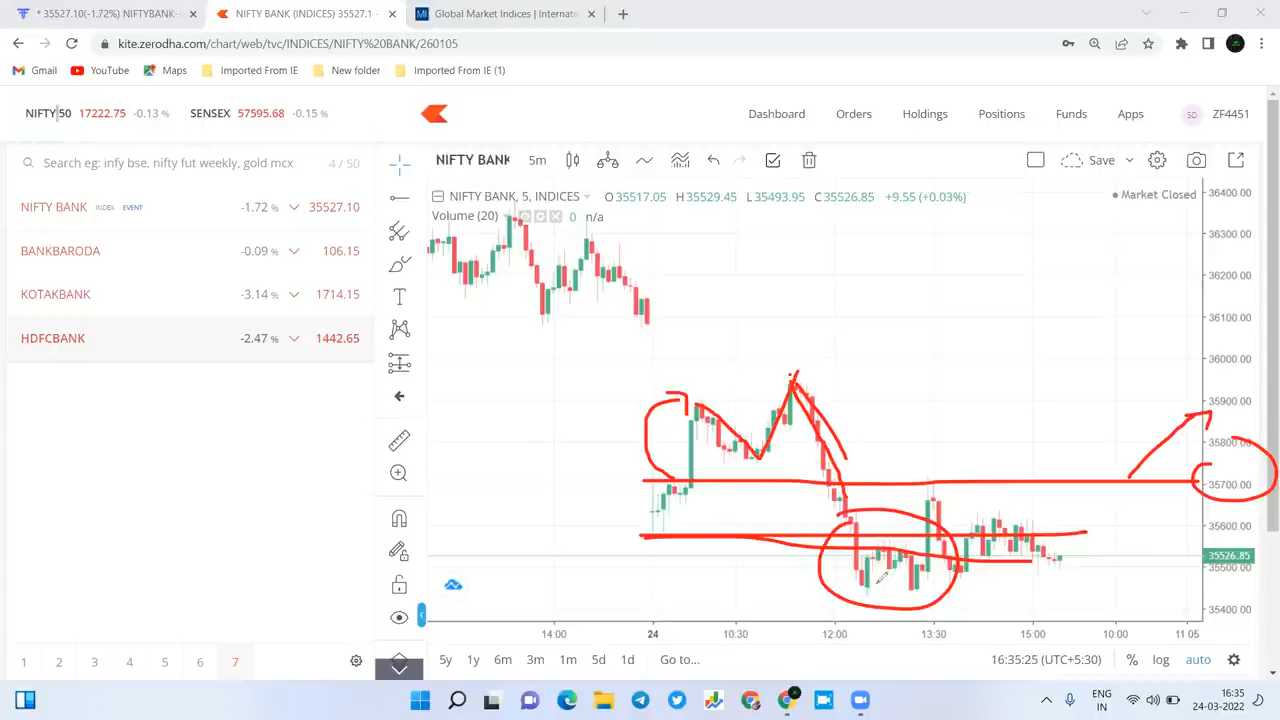 * 35527.10(-1.72%) NIFTYBANK-
NIFTY BANK (INDICES) 35527.1
Global Market Indices | Internati
kite.zerodha.com/chart/web/tvc/INDICES/NIFTY%20BANK/260105
Gmail YouTube Maps Imported From IE New folder Imported From IE (1)
NIFTY 50 17222.75 -0.13 % SENSEX 57595.68 -0.15 %
Dashboard Orders Holdings Positions Funds Apps SD ZF4451
Search eg: infy bse, nifty fut weekly, gold mcx 4 / 50
NIFTY BANK INDEX EVENT -1.72 % 35527.10
BANKBARODA -0.09 % 106.15
KOTAKBANK -3.14 % 1714.15
HDFCBANK -2.47 % 1442.65
1 2 3 4 5 6 7
NIFTY BANK 5m Save
NIFTY BANK, 5, INDICES O35517.05 H35529.45 L35493.95 C35526.85 +9.55 (+0.03%)
Market Closed
Volume (20) 0 n/a
36400.00
36300.00
36200.00
36100.00
36000.00
35900.00
35800.00
35700.00
35600.00
35526.85
35500.00
35400.00
14:00 24 10:30 12:00 13:30 15:00 10:00 11:05
5y 1y 6m 3m 1m 5d 1d Go to... 16:35:25 (UTC+5:30) % log auto
ENG
IN
16:35
24-03-2022